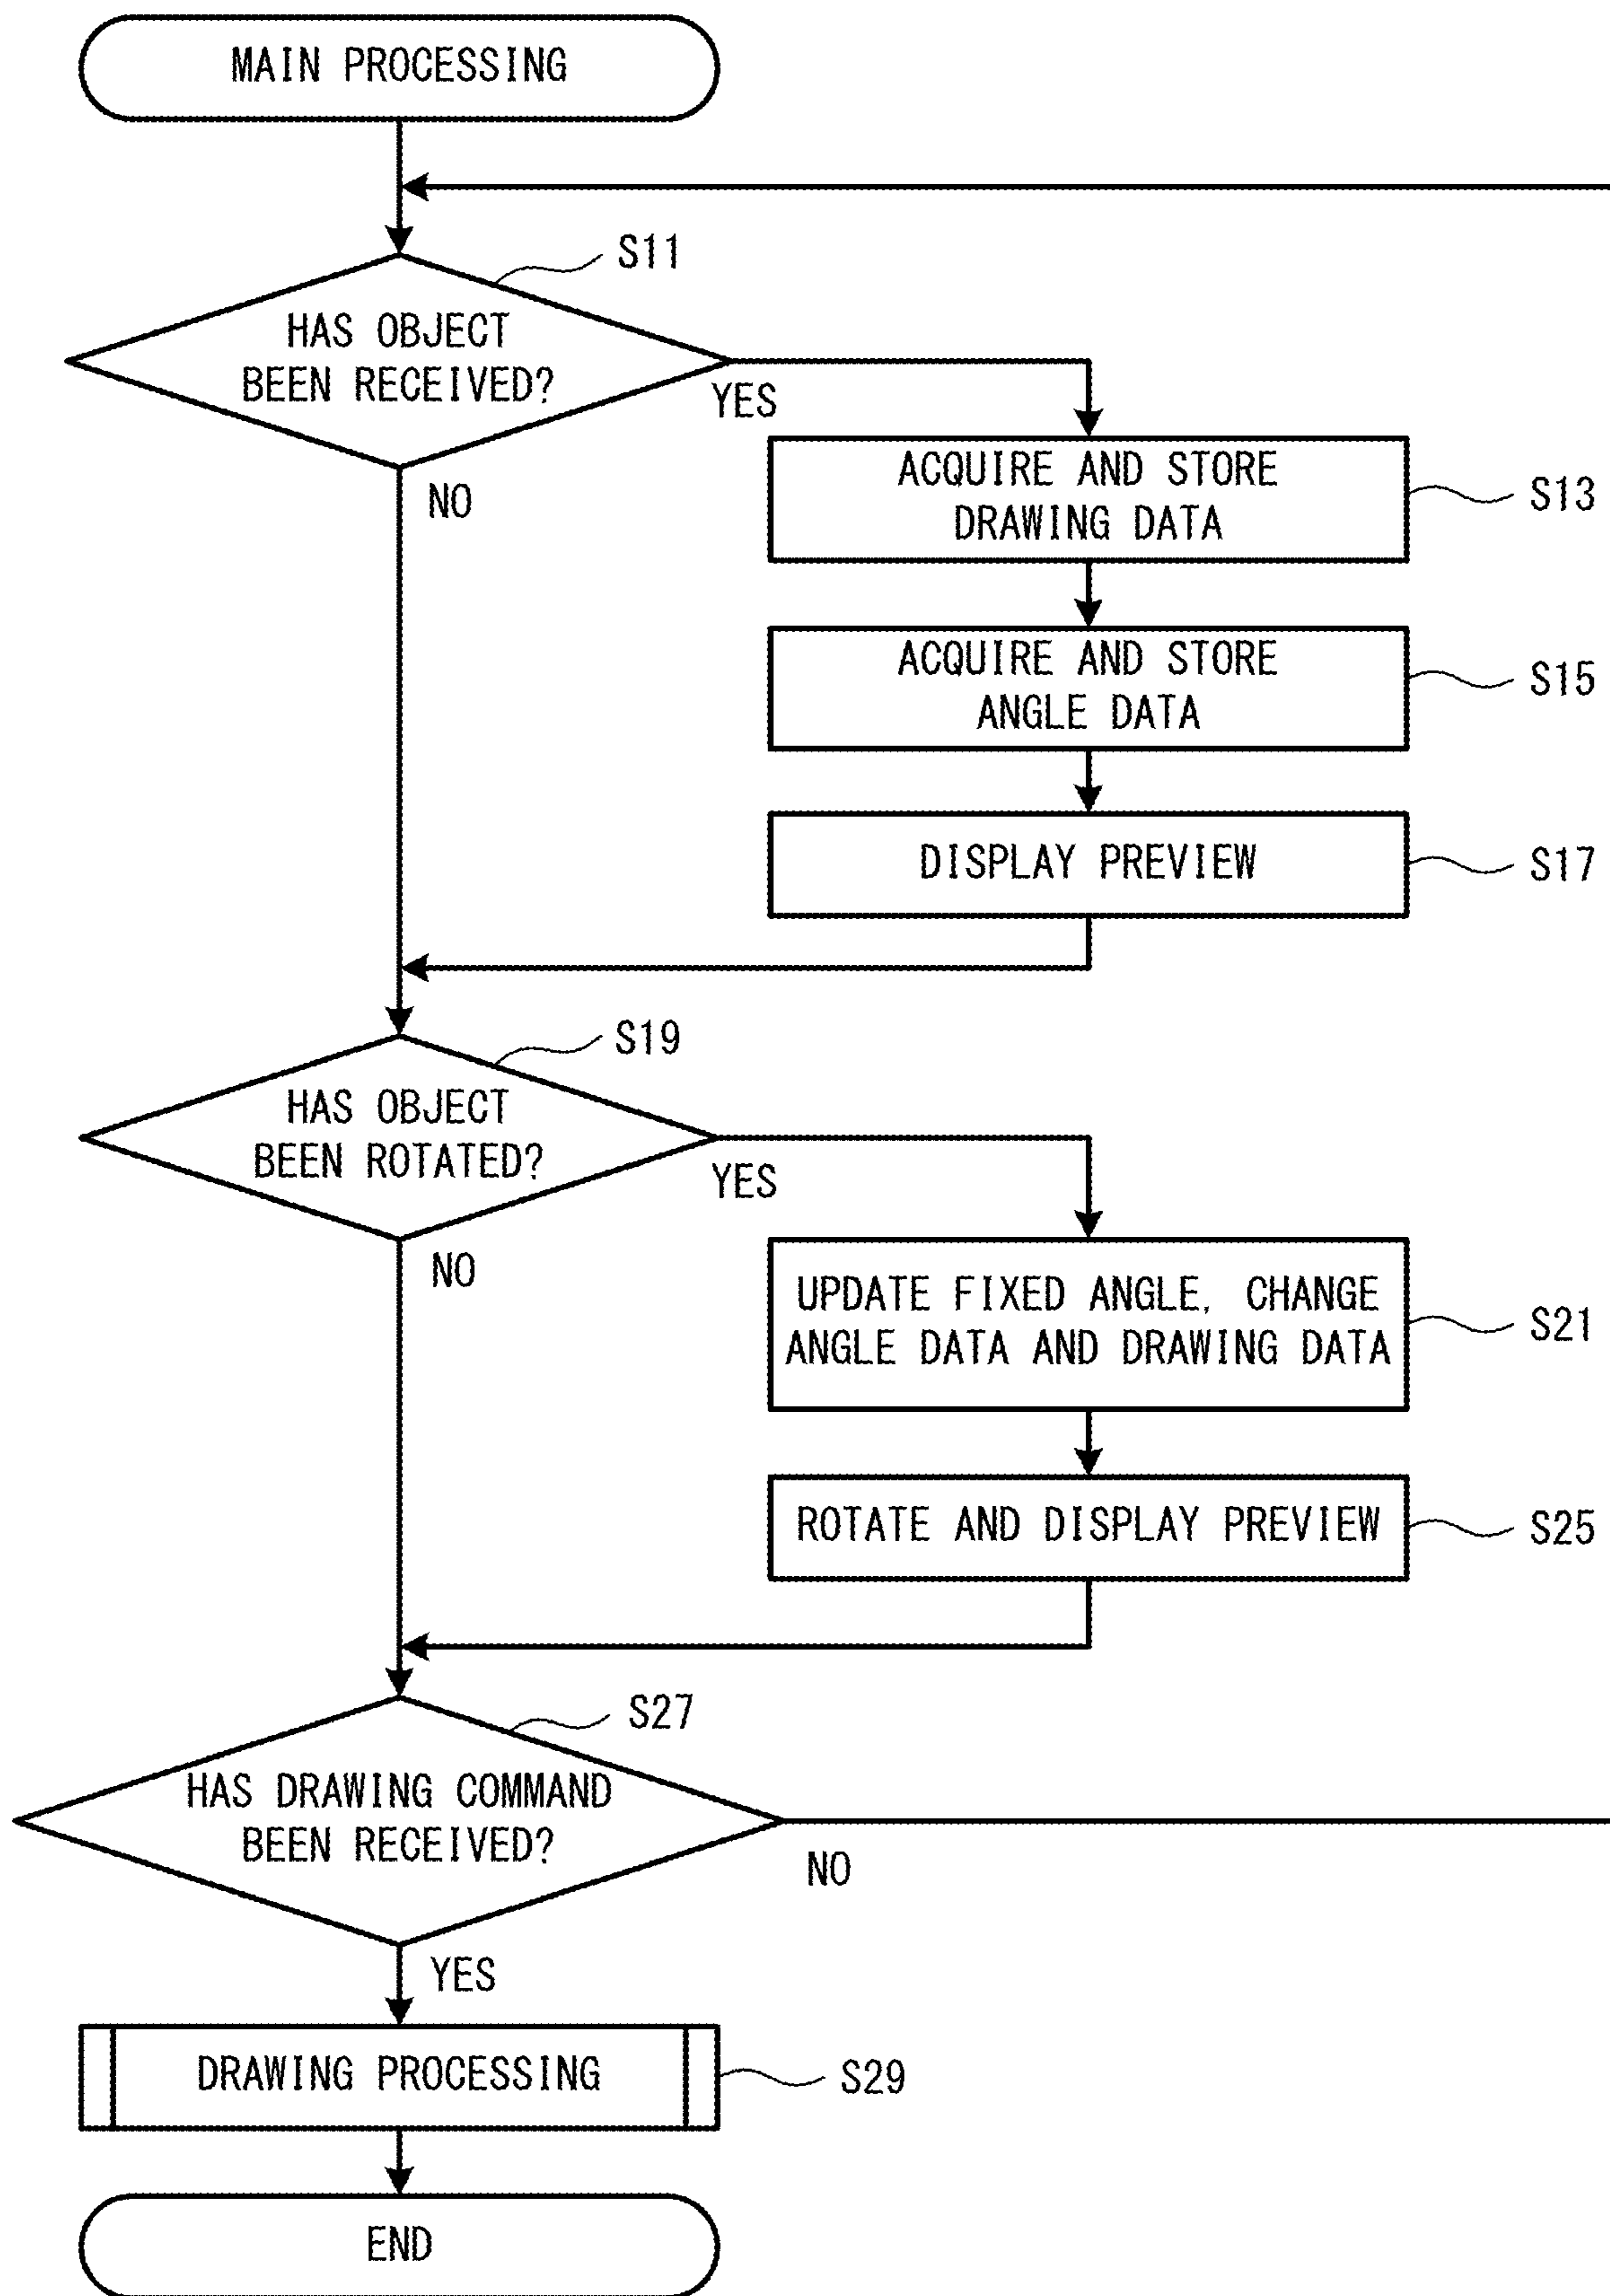 MAIN PROCESSING
S11
HAS OBJECT
BEEN RECEIVED?
YES
NO
ACQUIRE AND STORE
DRAWING DATA
S13
ACQUIRE AND STORE
ANGLE DATA
S15
DISPLAY PREVIEW
S17
S19
HAS OBJECT
BEEN ROTATED?
YES
NO
UPDATE FIXED ANGLE, CHANGE
ANGLE DATA AND DRAWING DATA
S21
ROTATE AND DISPLAY PREVIEW
S25
S27
HAS DRAWING COMMAND
BEEN RECEIVED?
NO
YES
DRAWING PROCESSING
S29
END